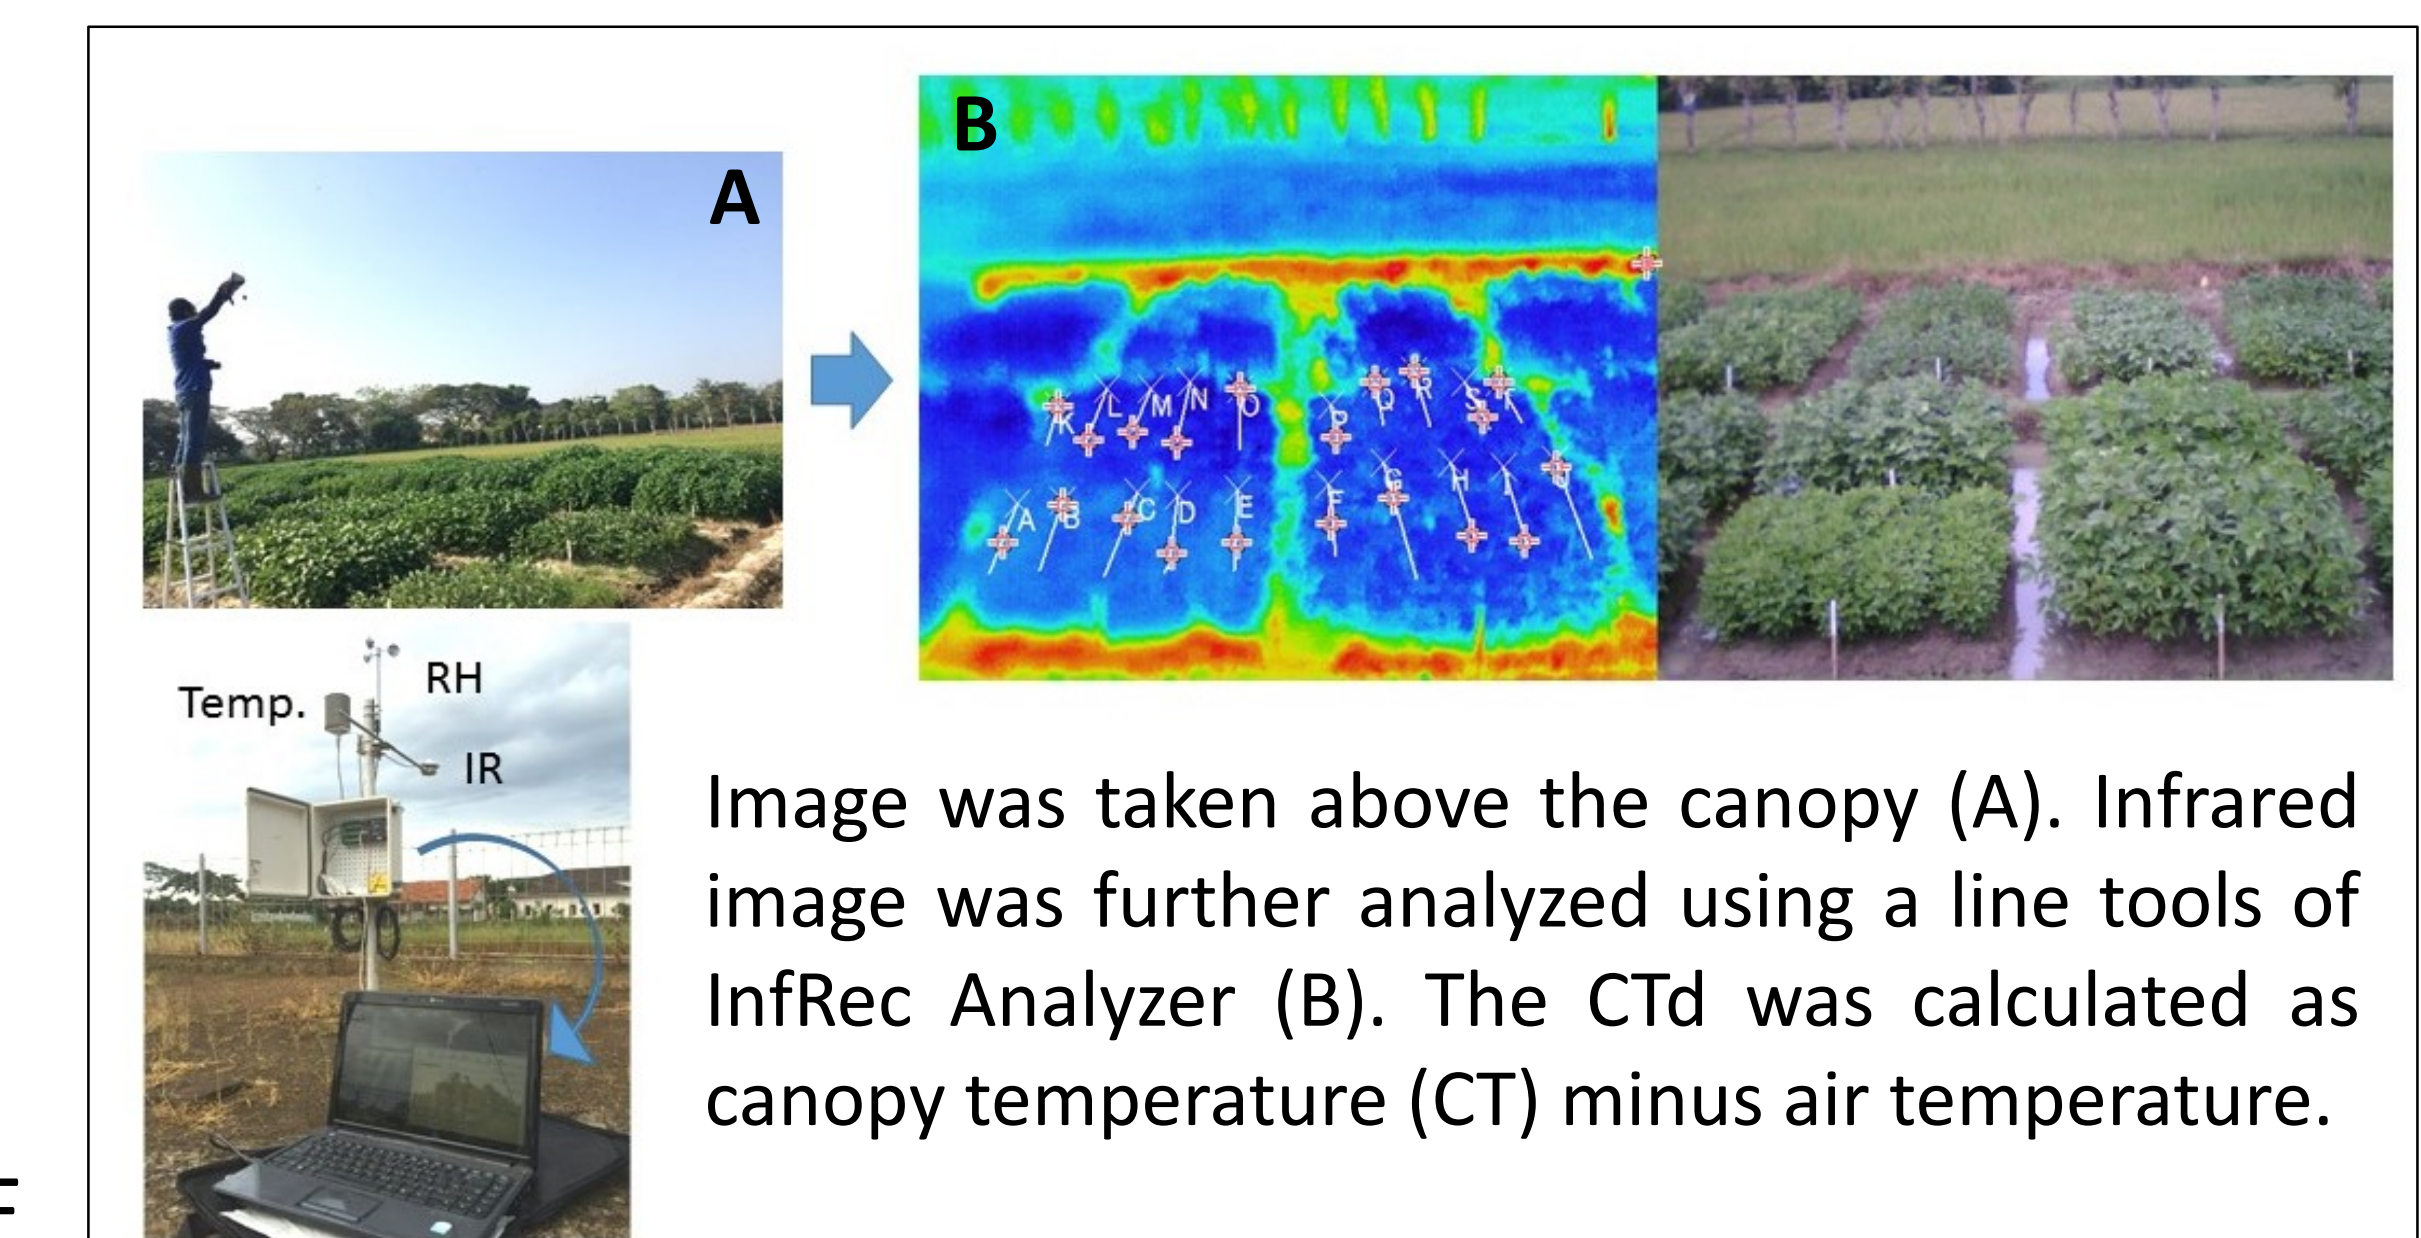 A
B
L M N O
K
Q R S T
P
A B C D E
F G H I J
RH
Temp.
IR
Image was taken above the canopy (A). Infrared
image was further analyzed using a line tools of
InfRec Analyzer (B). The CTd was calculated as
canopy temperature (CT) minus air temperature.